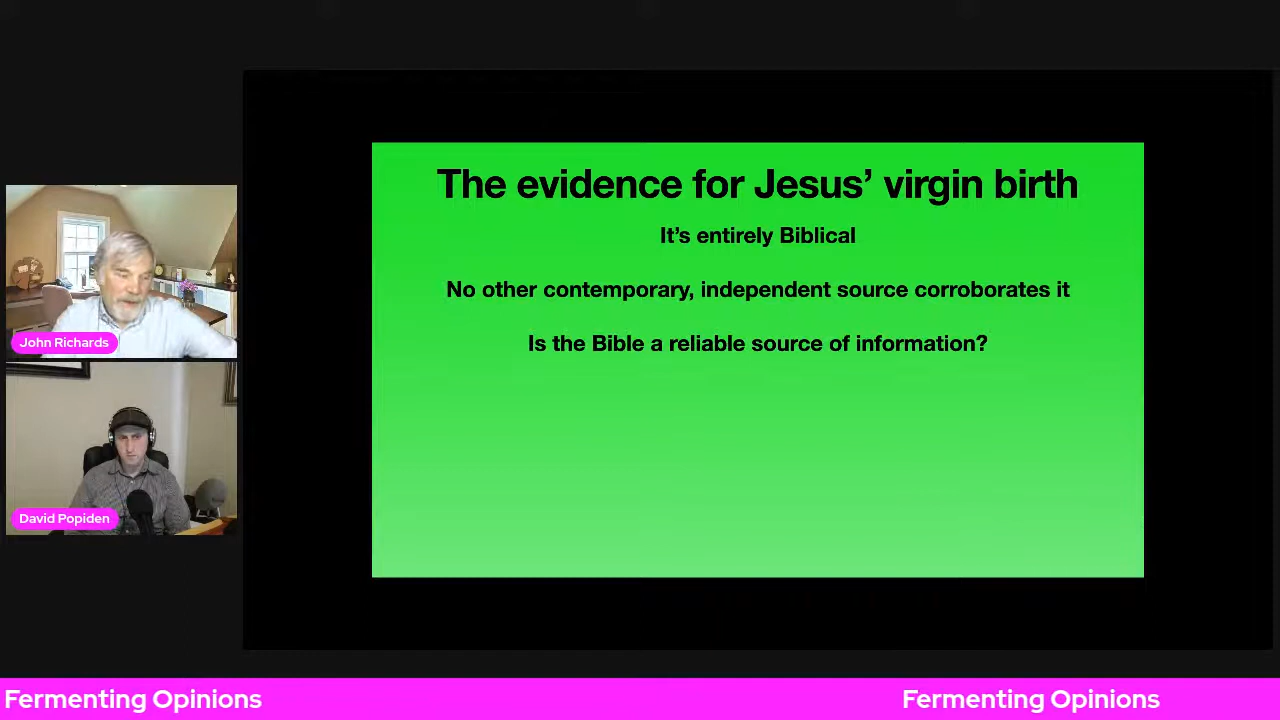 The evidence for Jesus’ virgin birth
It’s entirely Biblical
No other contemporary, independent source corroborates it
Is the Bible a reliable source of information?
John Richards
David Popiden
Fermenting Opinions
Fermenting Opinions